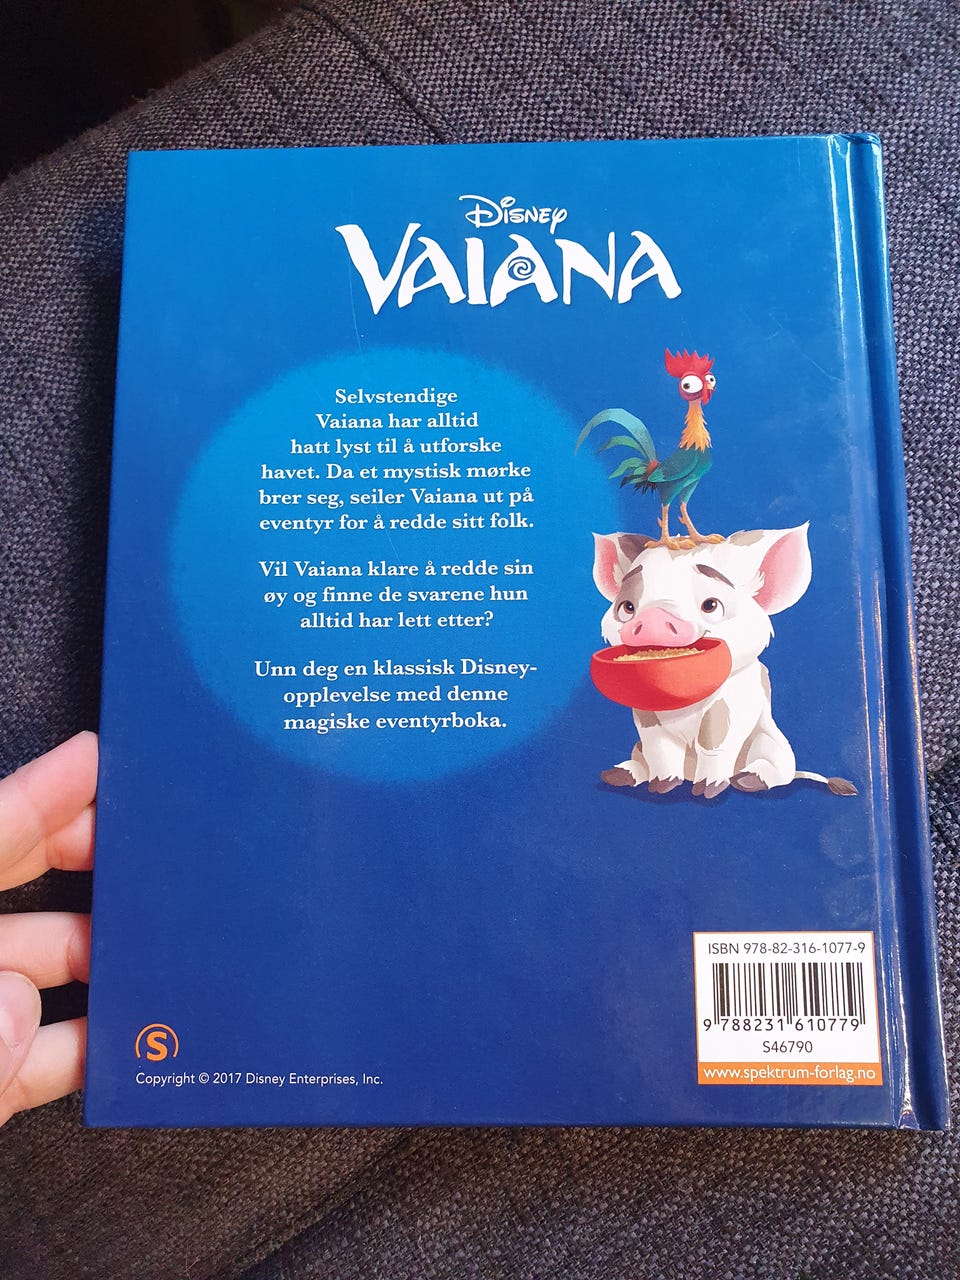 Disney
VAIANA
Selvstendige
Vaiana har alltid
hatt lyst til å utforske
havet. Da et mystisk mørke
brer seg, seiler Vaiana ut på
eventyr for å redde sitt folk.
Vil Vaiana klare å redde sin
øy og finne de svarene hun
alltid har lett etter?
Unn deg en klassisk Disney-
opplevelse med denne
magiske eventyrboka.
ISBN 978-82-316-1077-9
9 788231 610779
S46790
www.spektrum-forlag.no
S
Copyright © 2017 Disney Enterprises, Inc.